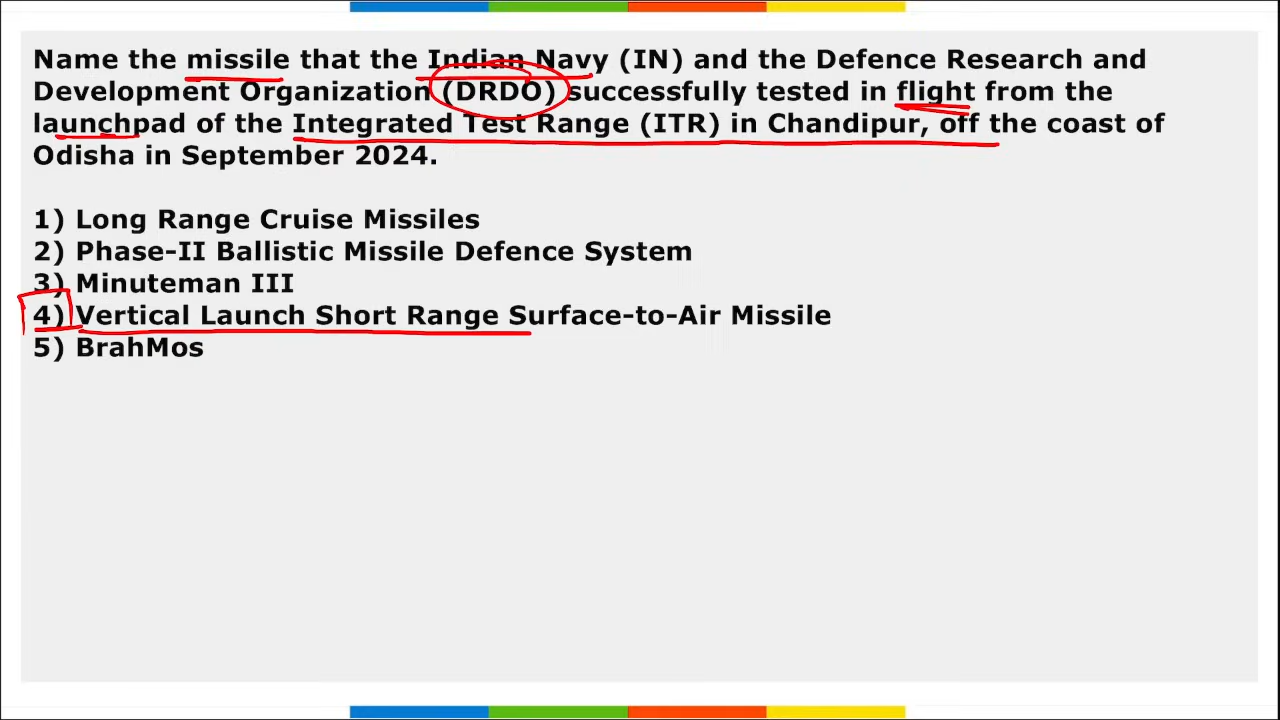 Name the missile that the Indian Navy (IN) and the Defence Research and
Development Organization (DRDO) successfully tested in flight from the
launchpad of the Integrated Test Range (ITR) in Chandipur, off the coast of
Odisha in September 2024.
1) Long Range Cruise Missiles
2) Phase-II Ballistic Missile Defence System
3) Minuteman III
4) Vertical Launch Short Range Surface-to-Air Missile
5) BrahMos